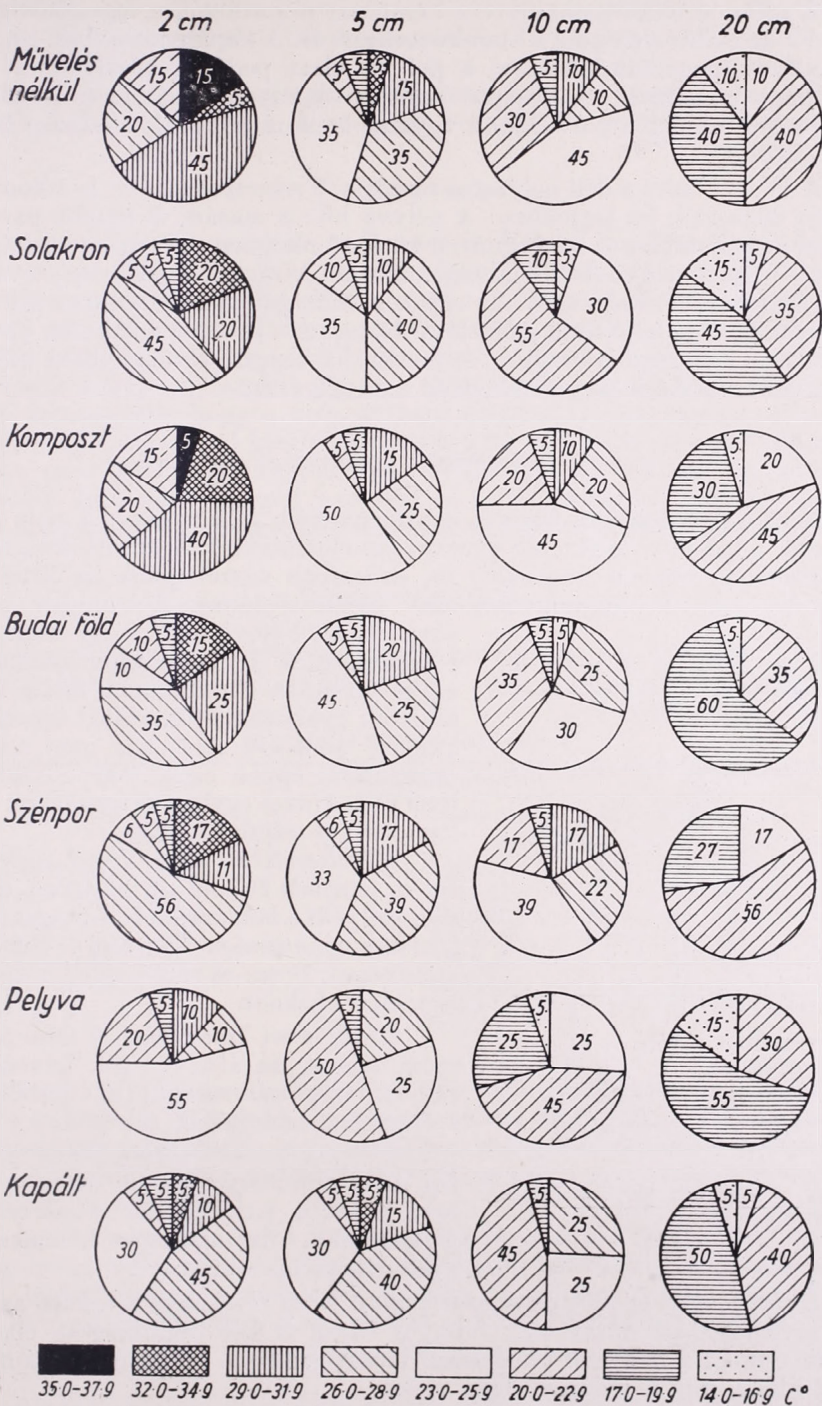 2 cm 5 cm 10 cm 20 cm
Művelés
nélkül
15 5 45 20 15
5 15 35 35 5 5
10 10 45 30 5
10 40 40 10
Solakron
20 20 45 5 5 5
10 40 35 10 5
5 30 55 10
5 35 45 15
Komposzt
5 20 40 20 15
15 25 50 5 5
10 20 45 20 5
20 45 30 5
Budai föld
15 25 35 10 10 5
20 25 45 5 5
5 25 30 35 5
35 60 5
Szénpor
17 11 56 6 5 5
17 39 33 6 5
17 22 39 17 5
17 56 27
Pelyva
10 10 55 20 5
20 25 50 5
25 45 25 5
30 55 15
Kapált
5 10 45 30 5 5
5 15 40 30 5 5
25 25 45 5
5 40 50 5
35·0-37·9 32·0-34·9 29·0-31·9 26·0-28·9 23·0-25·9 20·0-22·9 17·0-19·9 14·0-16·9 C°